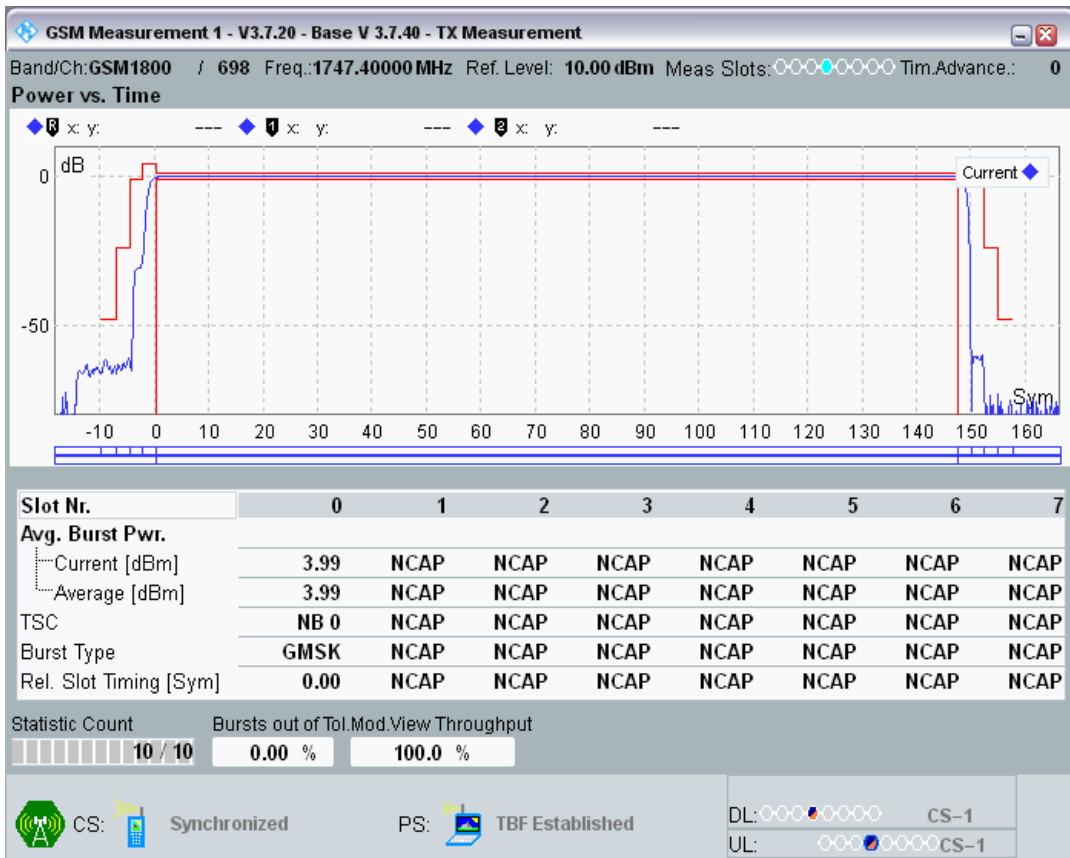 GSM Measurement 1 - V3.7.20 - Base V 3.7.40 - TX Measurement
Band/Ch:GSM1800 / 698 Freq.:1747.40000 MHz Ref. Level: 10.00 dBm Meas Slots: Tim.Advance.: 0
Power vs. Time
R x: y: --- 1 x: y: --- 2 x: y: ---
dB
Current
0
-50
Sym
-10 0 10 20 30 40 50 60 70 80 90 100 110 120 130 140 150 160
Slot Nr. 0 1 2 3 4 5 6 7
Avg. Burst Pwr.
Current [dBm] 3.99 NCAP NCAP NCAP NCAP NCAP NCAP NCAP
Average [dBm] 3.99 NCAP NCAP NCAP NCAP NCAP NCAP NCAP
TSC NB 0 NCAP NCAP NCAP NCAP NCAP NCAP NCAP
Burst Type GMSK NCAP NCAP NCAP NCAP NCAP NCAP NCAP
Rel. Slot Timing [Sym] 0.00 NCAP NCAP NCAP NCAP NCAP NCAP NCAP
Statistic Count Bursts out of Tol.Mod.View Throughput
10 / 10 0.00 % 100.0 %
CS: Synchronized PS: TBF Established
DL: CS-1
UL: CS-1